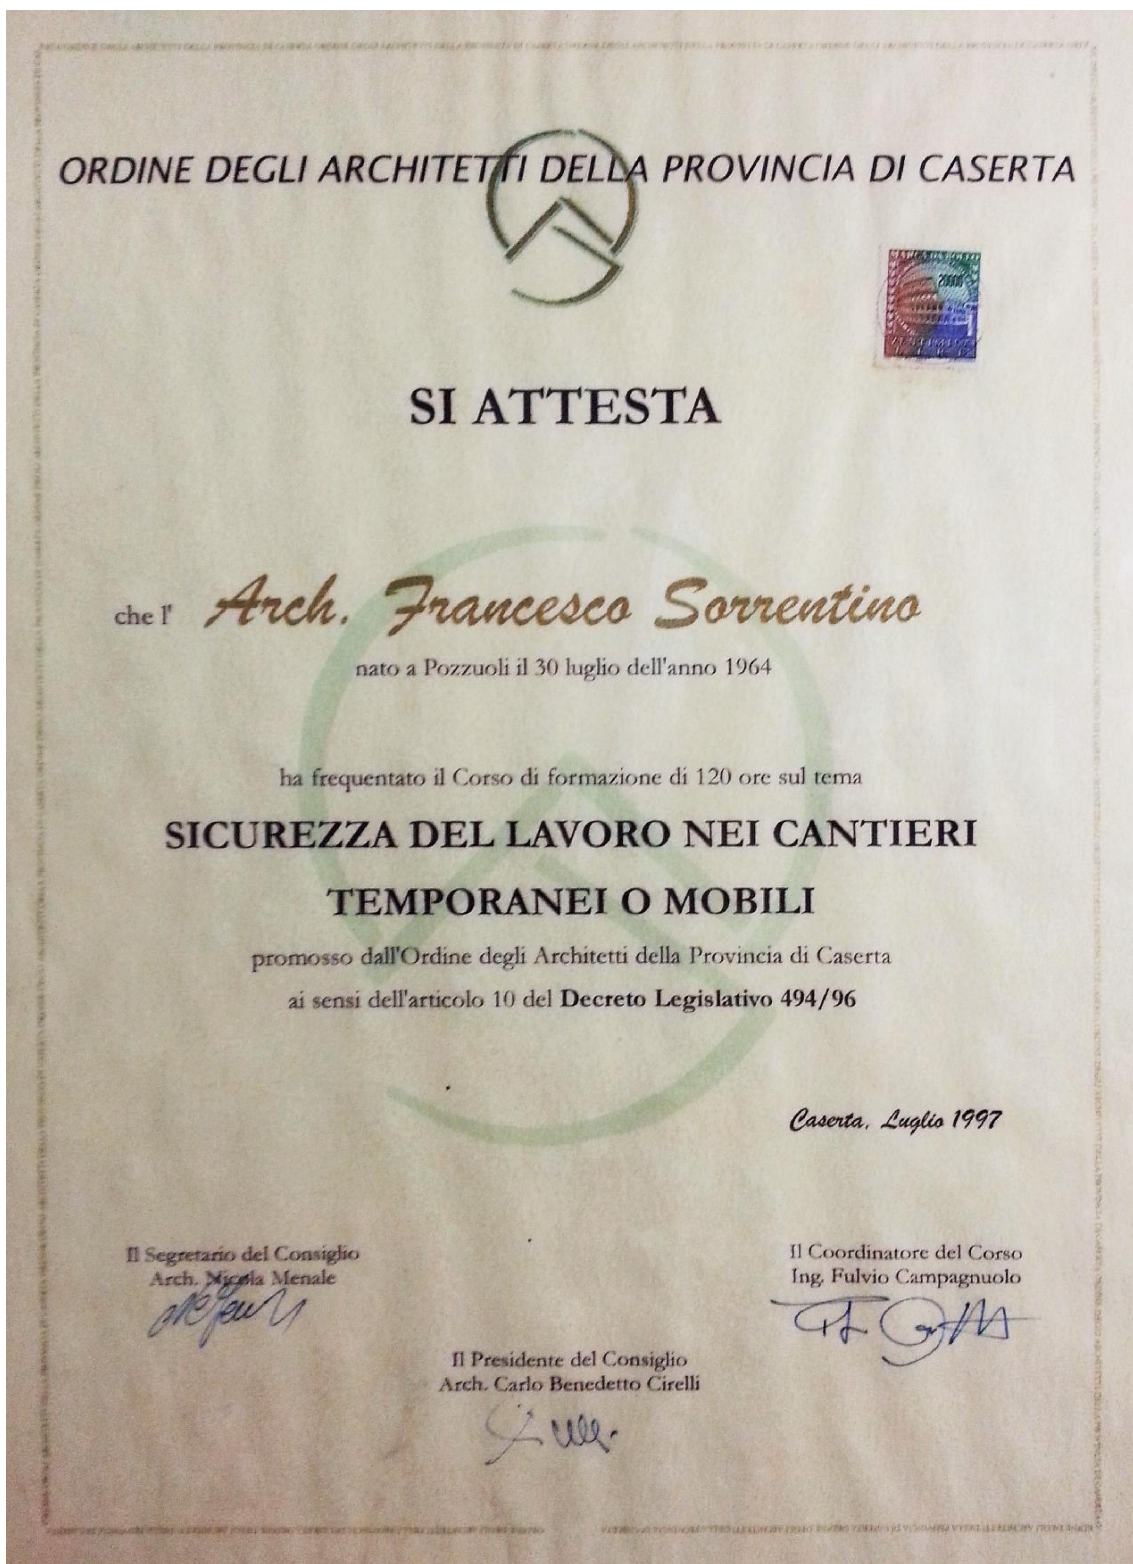 ORDINE DEGLI ARCHITETTI DELLA PROVINCIA DI CASERTA
20000
SI ATTESTA
che l' Arch. Francesco Sorrentino
nato a Pozzuoli il 30 luglio dell'anno 1964
ha frequentato il Corso di formazione di 120 ore sul tema
SICUREZZA DEL LAVORO NEI CANTIERI
TEMPORANEI O MOBILI
promosso dall'Ordine degli Architetti della Provincia di Caserta
ai sensi dell'articolo 10 del Decreto Legislativo 494/96
Caserta, Luglio 1997
Il Segretario del Consiglio
Arch. Nicola Menale
Il Coordinatore del Corso
Ing. Fulvio Campagnuolo
Il Presidente del Consiglio
Arch. Carlo Benedetto Cirelli